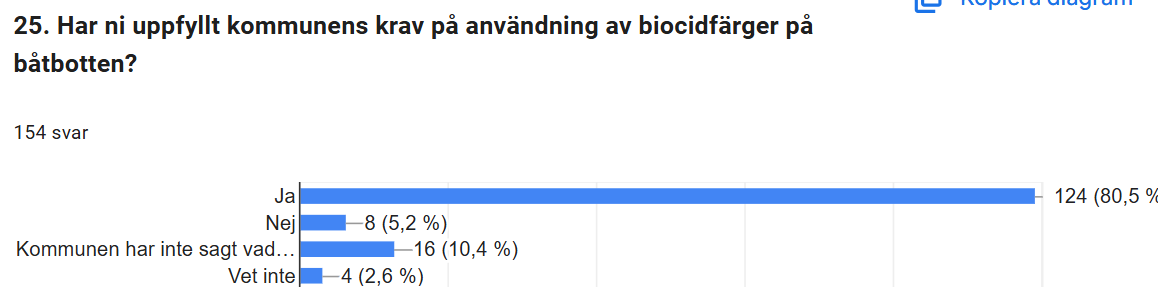 Kopiera diagram
25. Har ni uppfyllt kommunens krav på användning av biocidfärger på
båtbotten?
154 svar
Ja 124 (80,5 %
Nej 8 (5,2 %)
Kommunen har inte sagt vad… 16 (10,4 %)
Vet inte 4 (2,6 %)